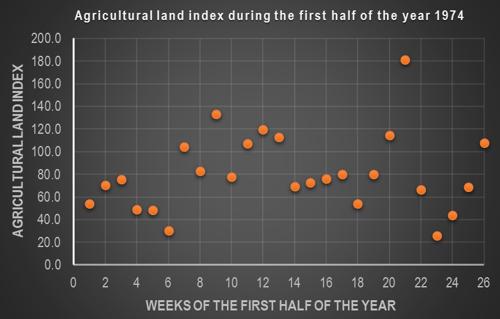 Agricultural land index during the first half of the year 1974
200.0
180.0
160.0
140.0
120.0
100.0
80.0
60.0
40.0
20.0
0.0
AGRICULTURAL LAND INDEX
0 2 4 6 8 10 12 14 16 18 20 22 24 26
WEEKS OF THE FIRST HALF OF THE YEAR